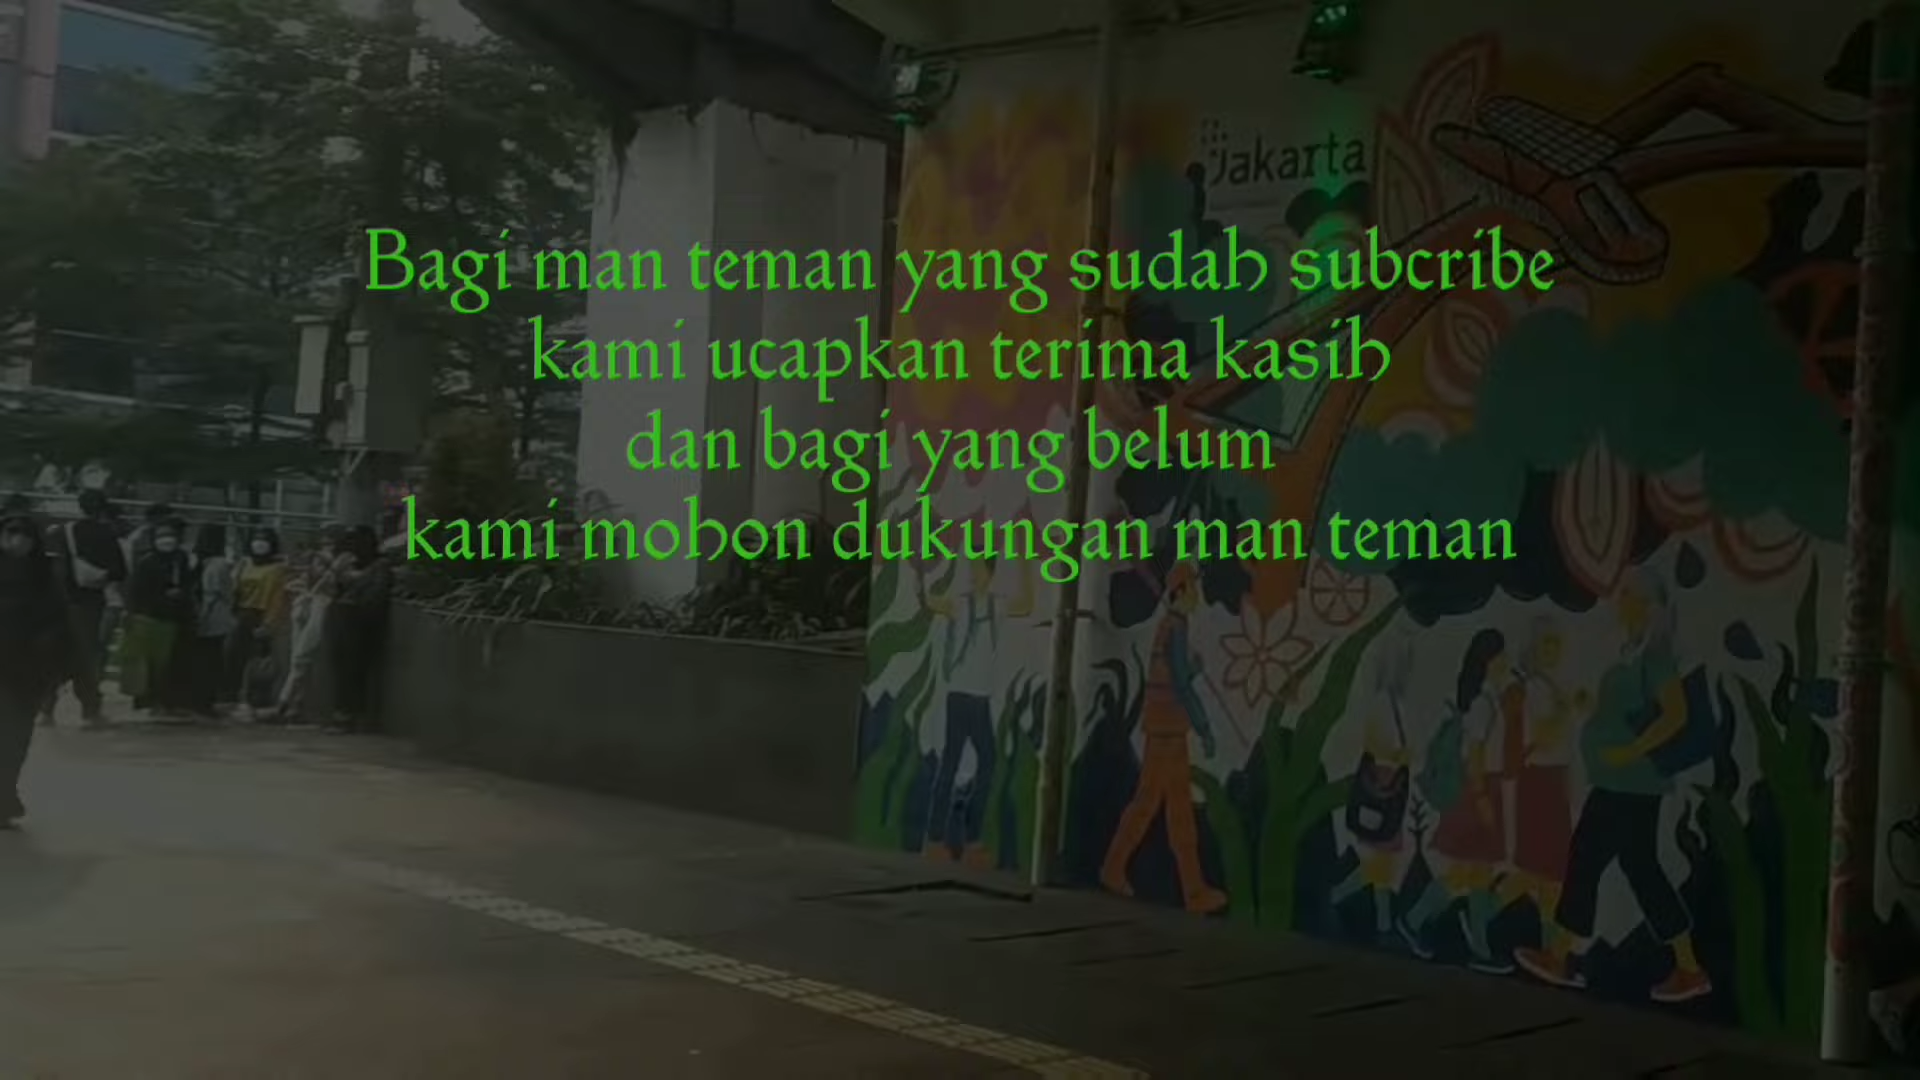 Jakarta
Bagi man teman yang sudah subcribe
kami ucapkan terima kasih
dan bagi yang belum
kami mohon dukungan man teman